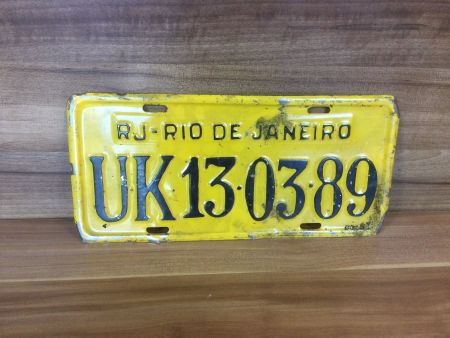 RJ-RIO DE JANEIRO
UK 13·03·89